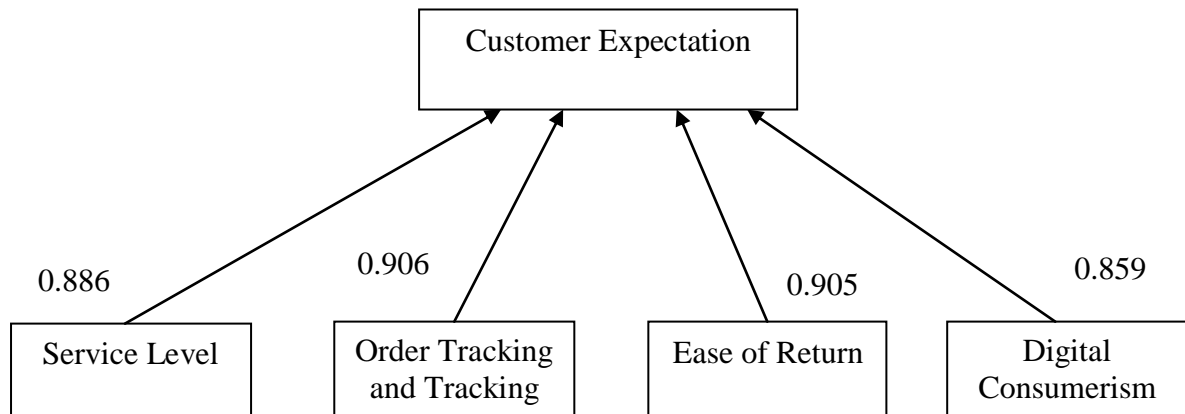 Customer Expectation
0.886
0.906
0.905
0.859
Service Level
Order Tracking
and Tracking
Ease of Return
Digital
Consumerism